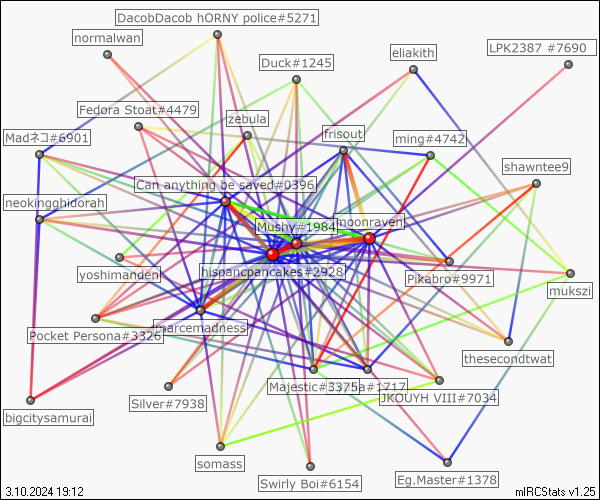 DacobDacob hORNY police#5271
normalwan
eliakith
LPK2387 #7690
Duck#1245
Fedora Stoat#4479
zebula
frisout
ming#4742
Madネコ#6901
shawntee9
Can anything be saved#0396
neokingghidorah
Mushy#1984
moonraven
hispancpancakes#2928
yoshimanden
Pikabro#9971
mukszi
marcemadness
Pocket Persona#3326
thesecondtwat
Majestic#3375
a#1717
JKOUYH VIII#7034
Silver#7938
bigcitysamurai
somass
Swirly Boi#6154
Eg.Master#1378
3.10.2024 19:12
mIRCStats v1.25